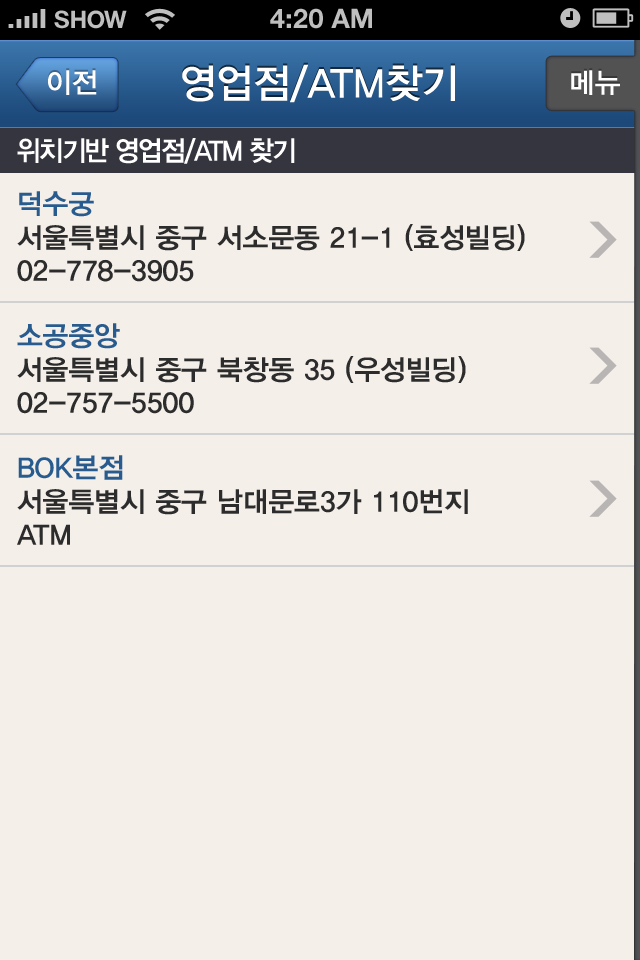 SHOW 4:20 AM
이전 영업점/ATM찾기 메뉴
위치기반 영업점/ATM 찾기
덕수궁
서울특별시 중구 서소문동 21-1 (효성빌딩)
02-778-3905
소공중앙
서울특별시 중구 북창동 35 (우성빌딩)
02-757-5500
BOK본점
서울특별시 중구 남대문로3가 110번지
ATM